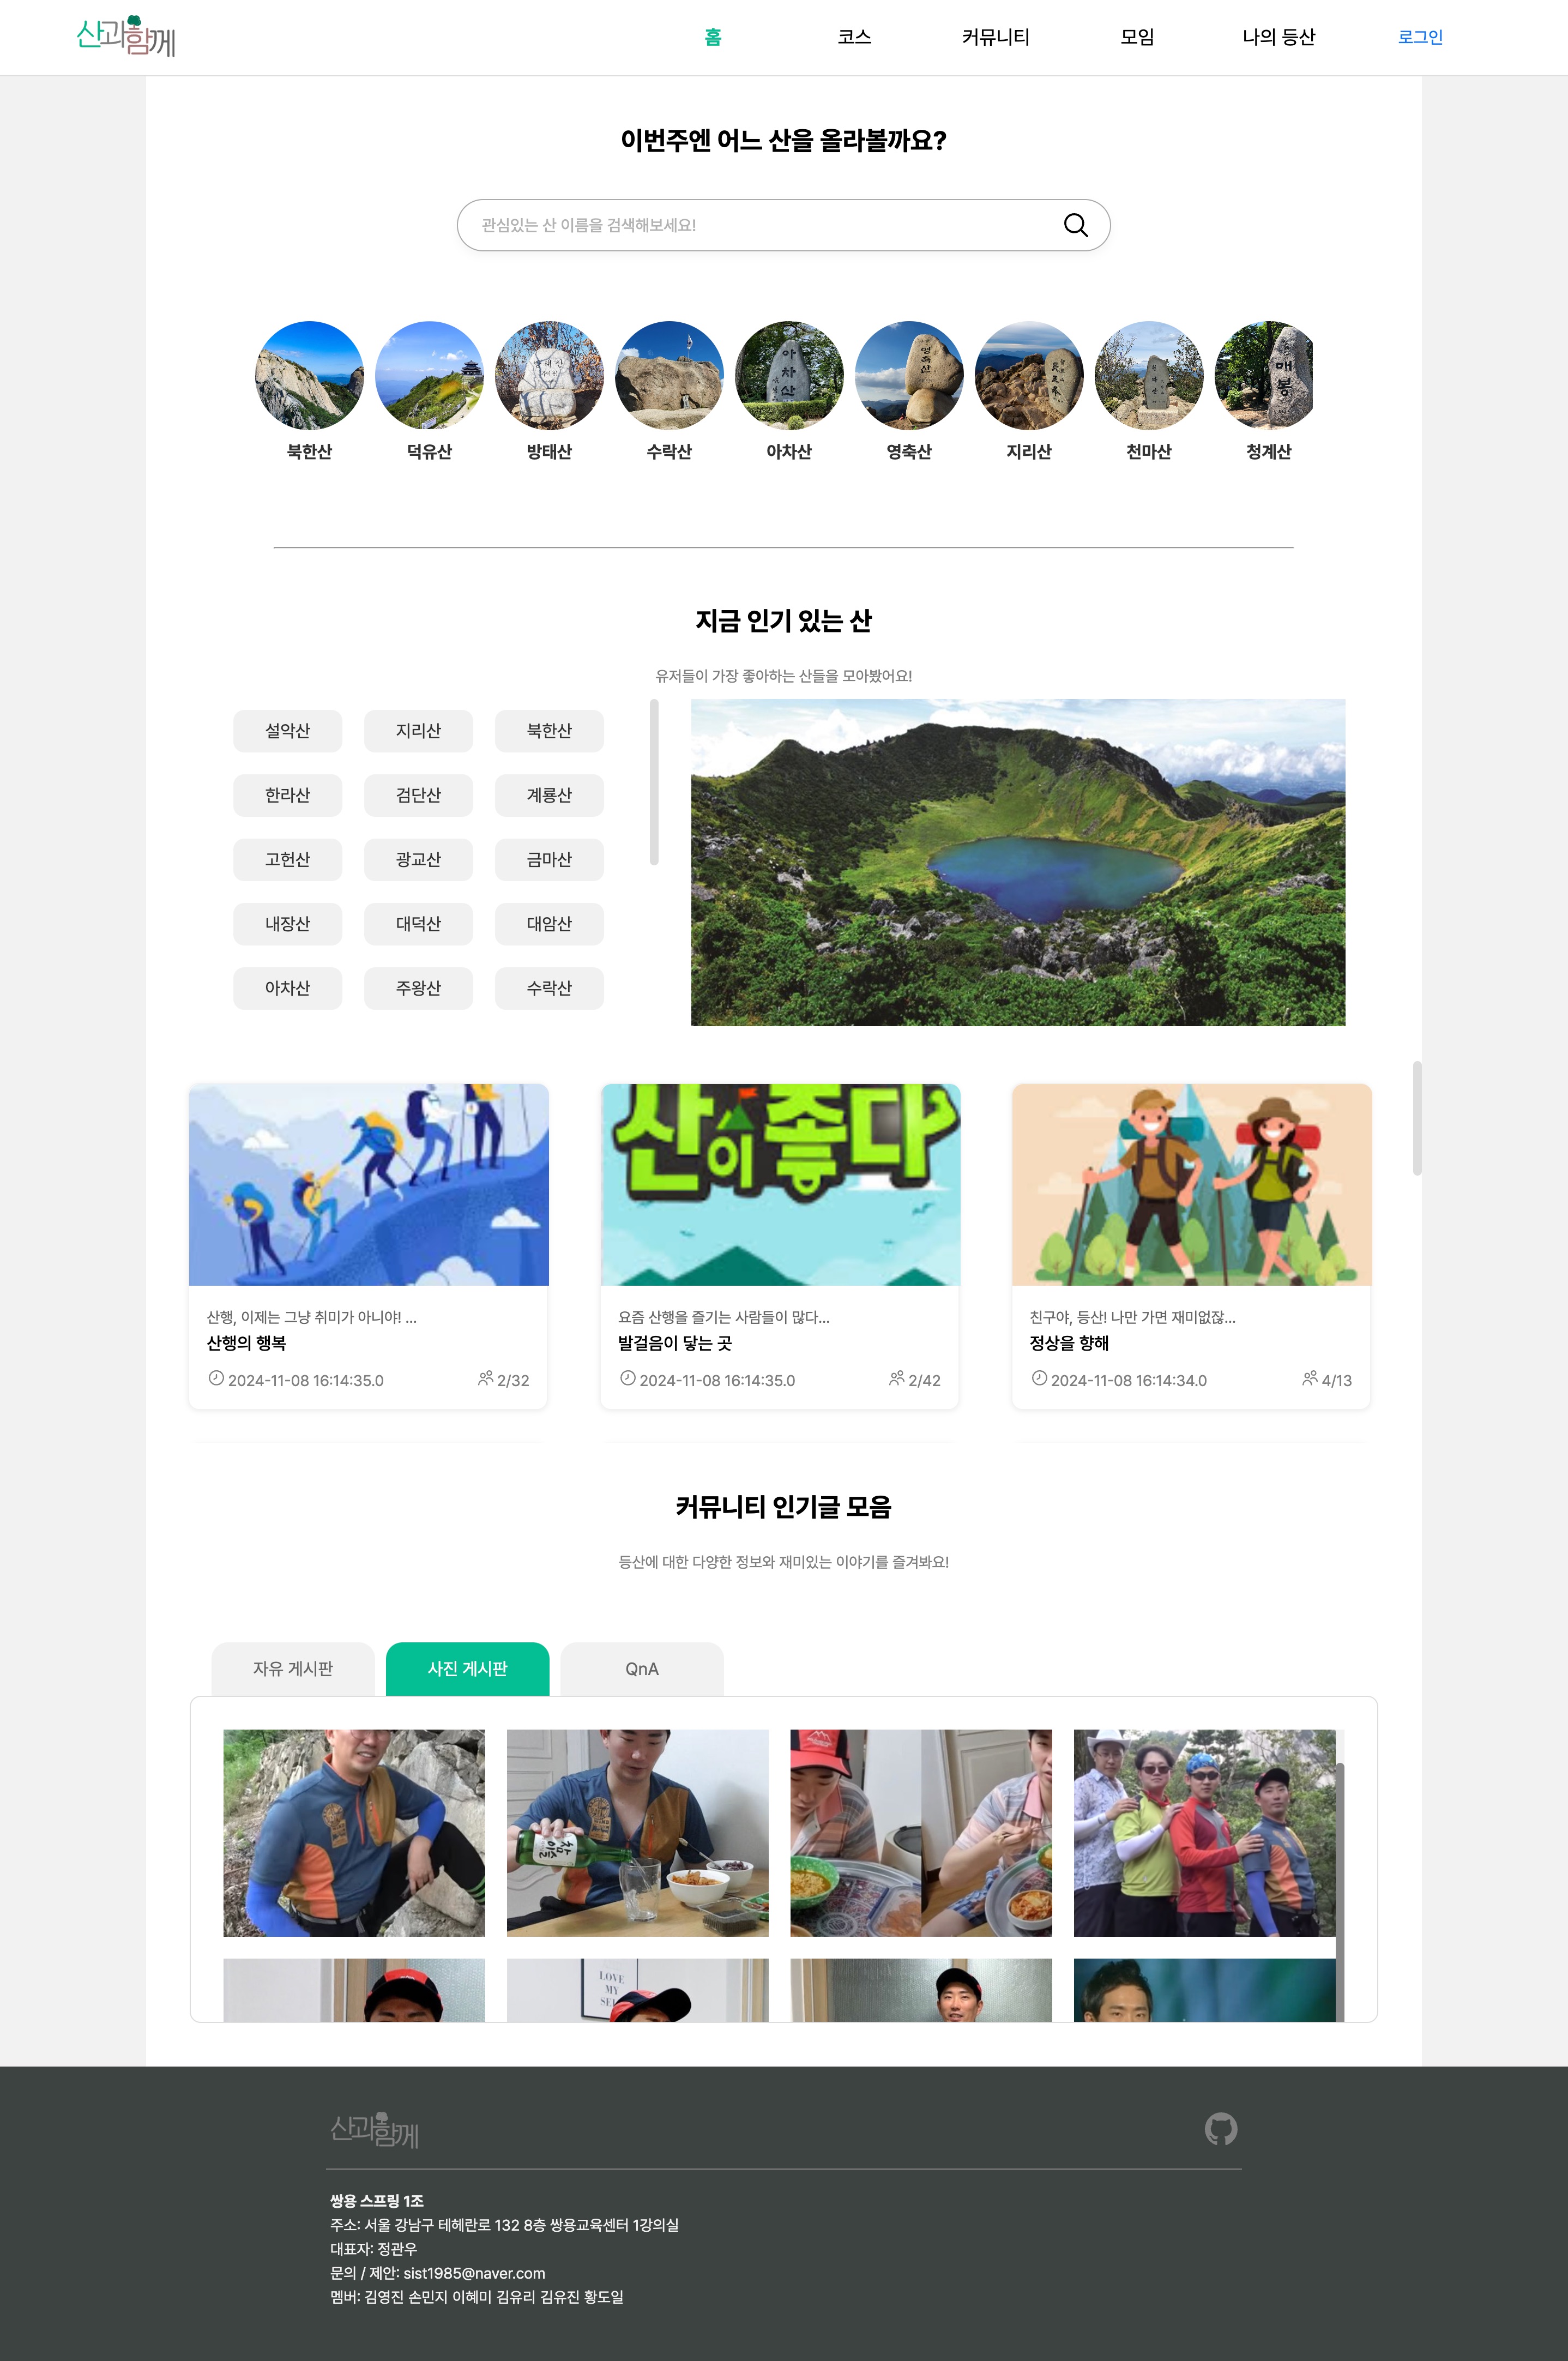 산과함께
홈
코스
커뮤니티
모임
나의 등산
로그인
이번주엔 어느 산을 올라볼까요?
관심있는 산 이름을 검색해보세요!
방태산
아차산
영축산
매봉
북한산
덕유산
방태산
수락산
아차산
영축산
지리산
천마산
청계산
지금 인기 있는 산
유저들이 가장 좋아하는 산들을 모아봤어요!
설악산
지리산
북한산
한라산
검단산
계룡산
고헌산
광교산
금마산
내장산
대덕산
대암산
아차산
주왕산
수락산
산이 좋다
산행, 이제는 그냥 취미가 아니야! ...
산행의 행복
2024-11-08 16:14:35.0
2/32
요즘 산행을 즐기는 사람들이 많다...
발걸음이 닿는 곳
2024-11-08 16:14:35.0
2/42
친구야, 등산! 나만 가면 재미없잖...
정상을 향해
2024-11-08 16:14:34.0
4/13
커뮤니티 인기글 모음
등산에 대한 다양한 정보와 재미있는 이야기를 즐겨봐요!
자유 게시판
사진 게시판
QnA
참이슬
LOVE
MY
산과함께
쌍용 스프링 1조
주소: 서울 강남구 테헤란로 132 8층 쌍용교육센터 1강의실
대표자: 정관우
문의 / 제안: sist1985@naver.com
멤버: 김영진 손민지 이혜미 김유리 김유진 황도일